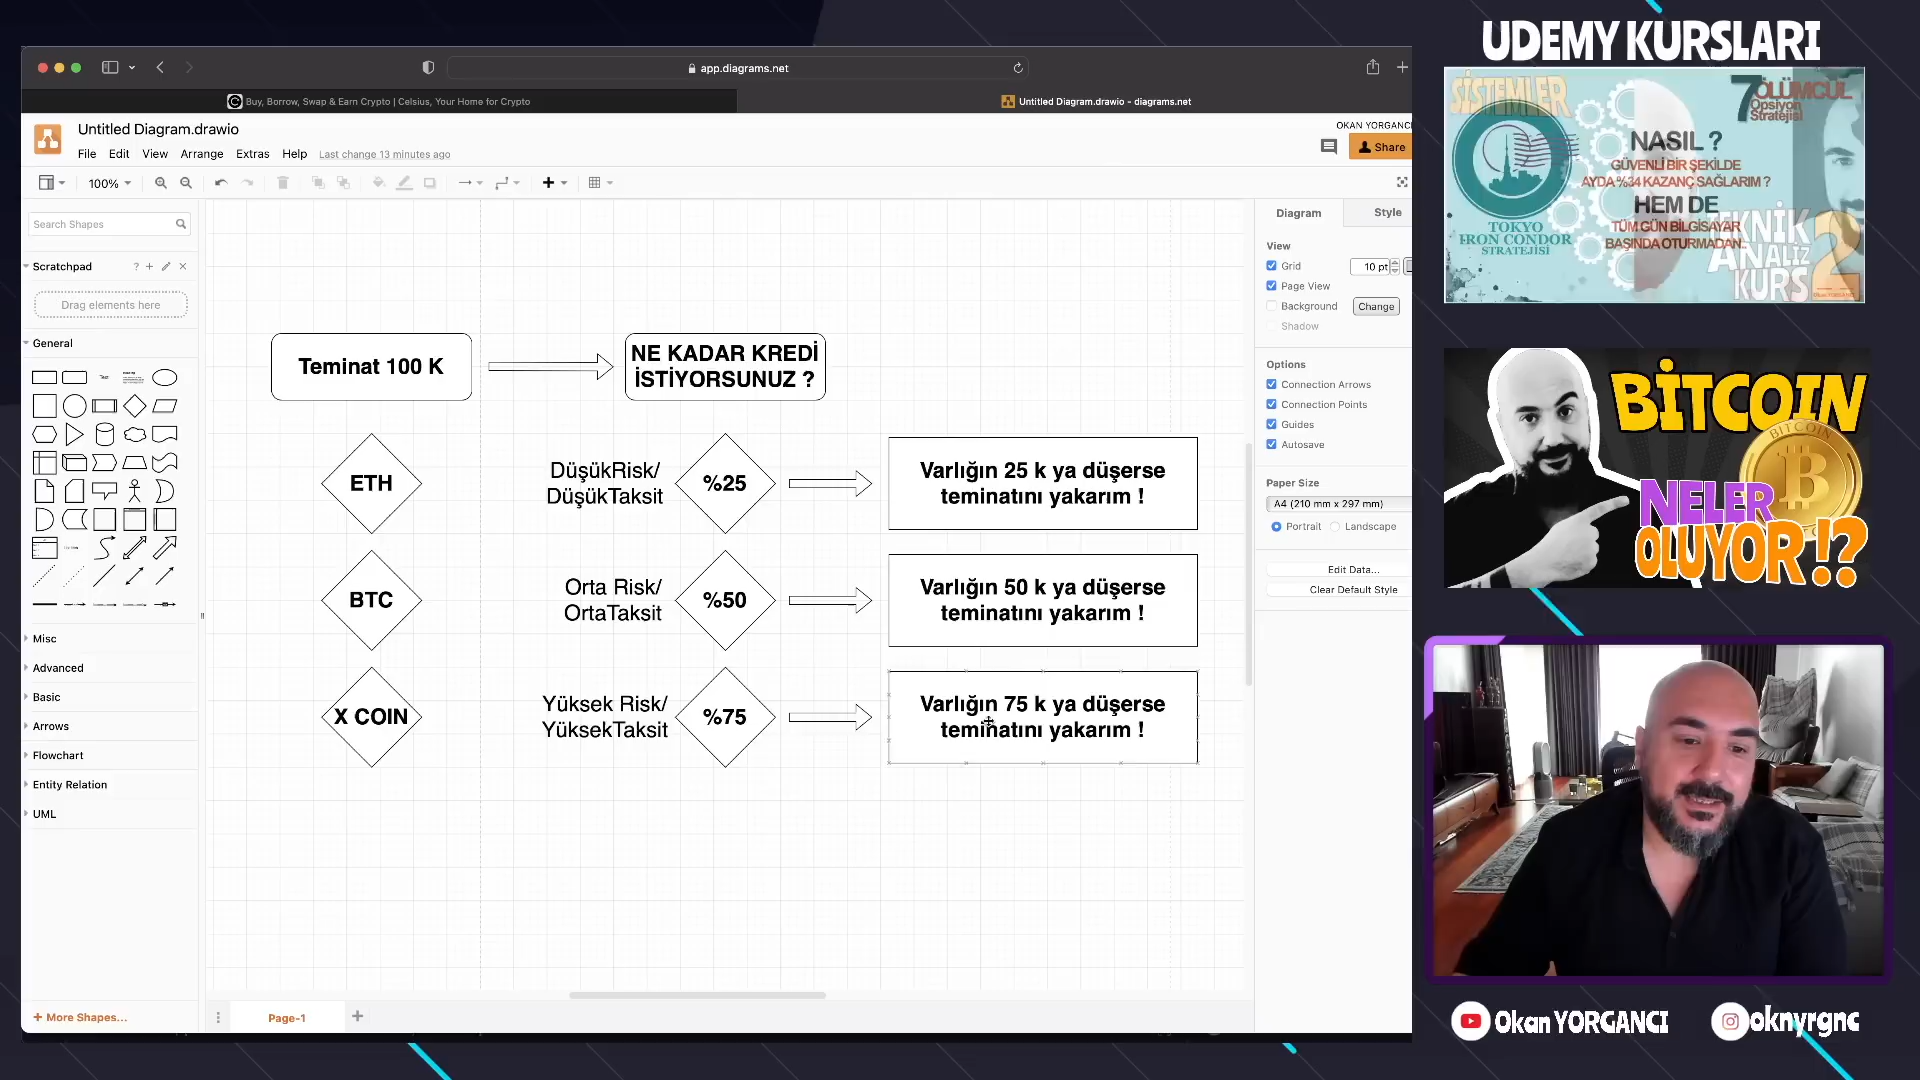 app.diagrams.net
Buy, Borrow, Swap & Earn Crypto | Celsius, Your Home for Crypto
Untitled Diagram.drawio - diagrams.net
Untitled Diagram.drawio
OKAN YORGANCI
File Edit View Arrange Extras Help Last change 13 minutes ago
Share
100%
Search Shapes
Scratchpad
Drag elements here
General
Text
Misc
Advanced
Basic
Arrows
Flowchart
Entity Relation
UML
+ More Shapes...
Page-1
Teminat 100 K
NE KADAR KREDİ
İSTİYORSUNUZ ?
ETH
DüşükRisk/
DüşükTaksit
%25
Varlığın 25 k ya düşerse
teminatını yakarım !
BTC
Orta Risk/
OrtaTaksit
%50
Varlığın 50 k ya düşerse
teminatını yakarım !
X COIN
Yüksek Risk/
YüksekTaksit
%75
Varlığın 75 k ya düşerse
teminatını yakarım !
Diagram Style
View
Grid 10 pt
Page View
Background Change
Shadow
Options
Connection Arrows
Connection Points
Guides
Autosave
Paper Size
A4 (210 mm x 297 mm)
Portrait Landscape
Edit Data...
Clear Default Style
UDEMY KURSLARI
SİSTEMLER
7 ÖLÜMCÜL
Opsiyon
Stratejisi
NASIL ?
GÜVENLİ BİR ŞEKİLDE
AYDA %34 KAZANÇ SAĞLARIM ?
HEM DE
TÜM GÜN BİLGİSAYAR
BAŞINDA OTURMADAN..
TOKYO
IRON CONDOR
STRATEJİSİ
TEKNİK
ANALİZ
KURS 2
BİTCOIN
BITCOIN
NELER
OLUYOR !?
Okan YORGANCI
oknyrgnc